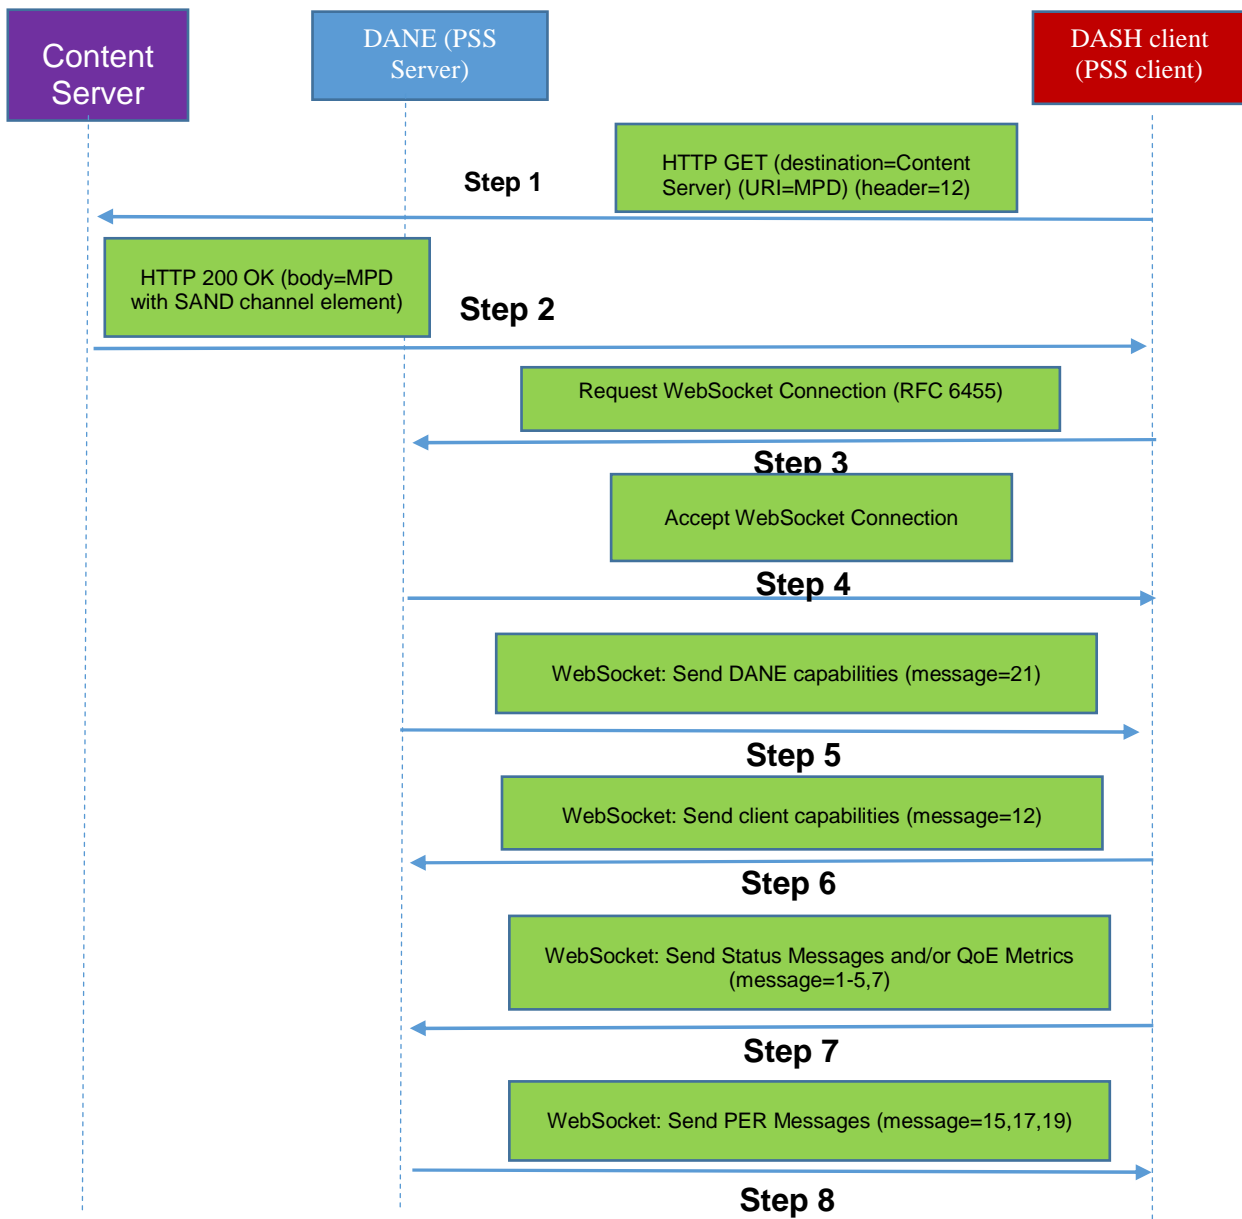 Content
Server
DANE (PSS
Server)
DASH client
(PSS client)
HTTP GET (destination=Content
Server) (URI=MPD) (header=12)
Step 1
HTTP 200 OK (body=MPD
with SAND channel element)
Step 2
Request WebSocket Connection (RFC 6455)
Step 3
Accept WebSocket Connection
Step 4
WebSocket: Send DANE capabilities (message=21)
Step 5
WebSocket: Send client capabilities (message=12)
Step 6
WebSocket: Send Status Messages and/or QoE Metrics
(message=1-5,7)
Step 7
WebSocket: Send PER Messages (message=15,17,19)
Step 8